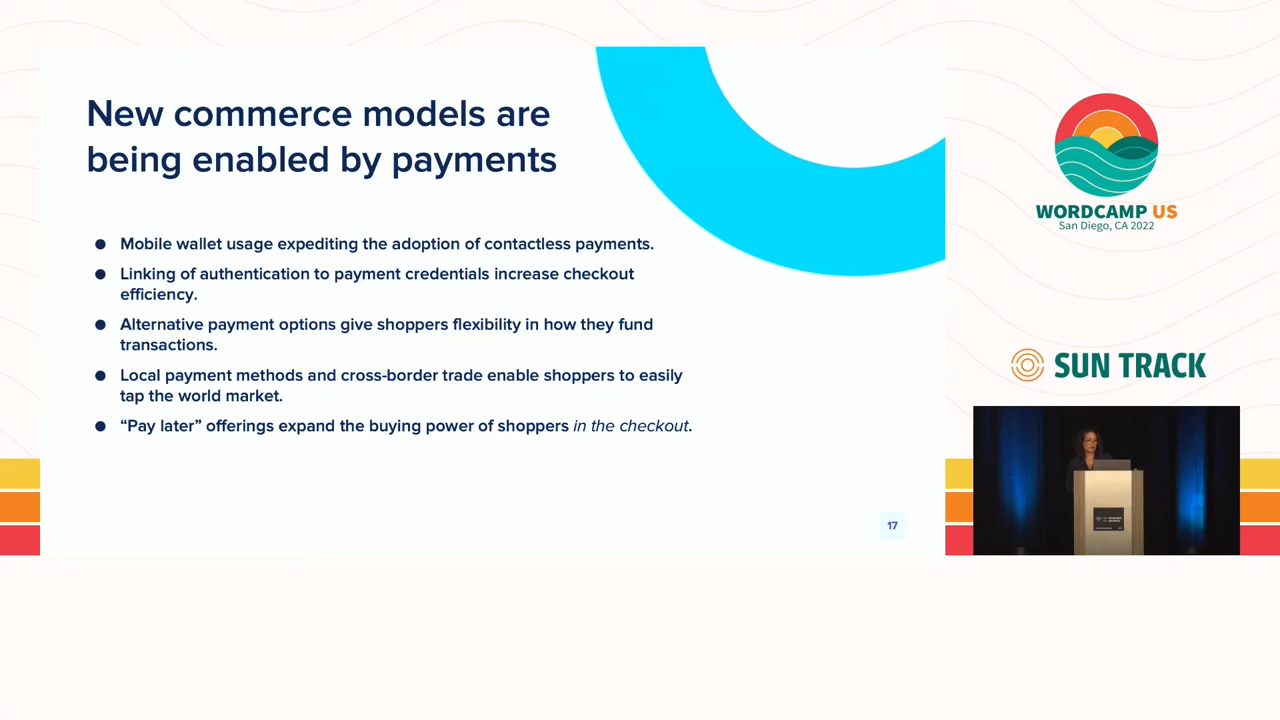 New commerce models are
being enabled by payments
● Mobile wallet usage expediting the adoption of contactless payments.
● Linking of authentication to payment credentials increase checkout
efficiency.
● Alternative payment options give shoppers flexibility in how they fund
transactions.
● Local payment methods and cross-border trade enable shoppers to easily
tap the world market.
● “Pay later” offerings expand the buying power of shoppers in the checkout.
17
WORDCAMP US
San Diego, CA 2022
SUN TRACK